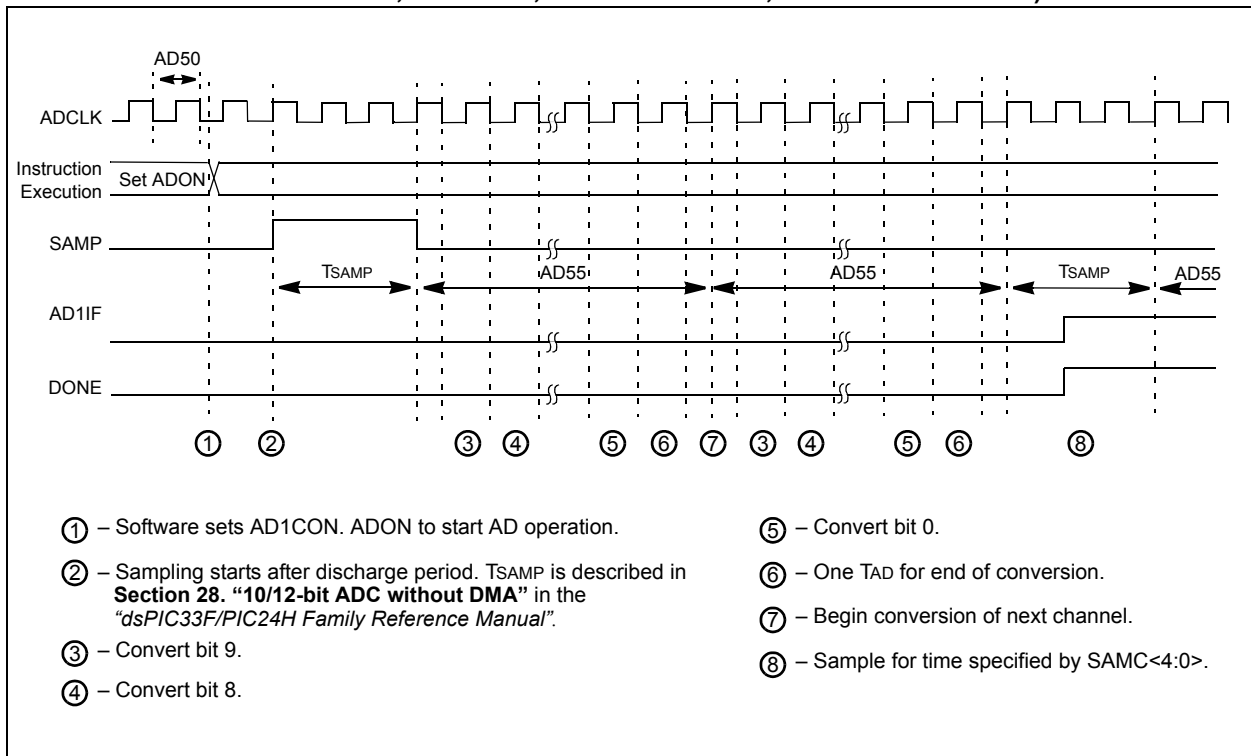 AD50
ADCLK
Instruction
Execution
Set ADON
SAMP
TSAMP
AD55
AD55
TSAMP
AD55
AD1IF
DONE
1 2 3 4 5 6 7 3 4 5 6 8
1 – Software sets AD1CON. ADON to start AD operation.
2 – Sampling starts after discharge period. TSAMP is described in
Section 28. “10/12-bit ADC without DMA” in the
“dsPIC33F/PIC24H Family Reference Manual”.
3 – Convert bit 9.
4 – Convert bit 8.
5 – Convert bit 0.
6 – One TAD for end of conversion.
7 – Begin conversion of next channel.
8 – Sample for time specified by SAMC<4:0>.